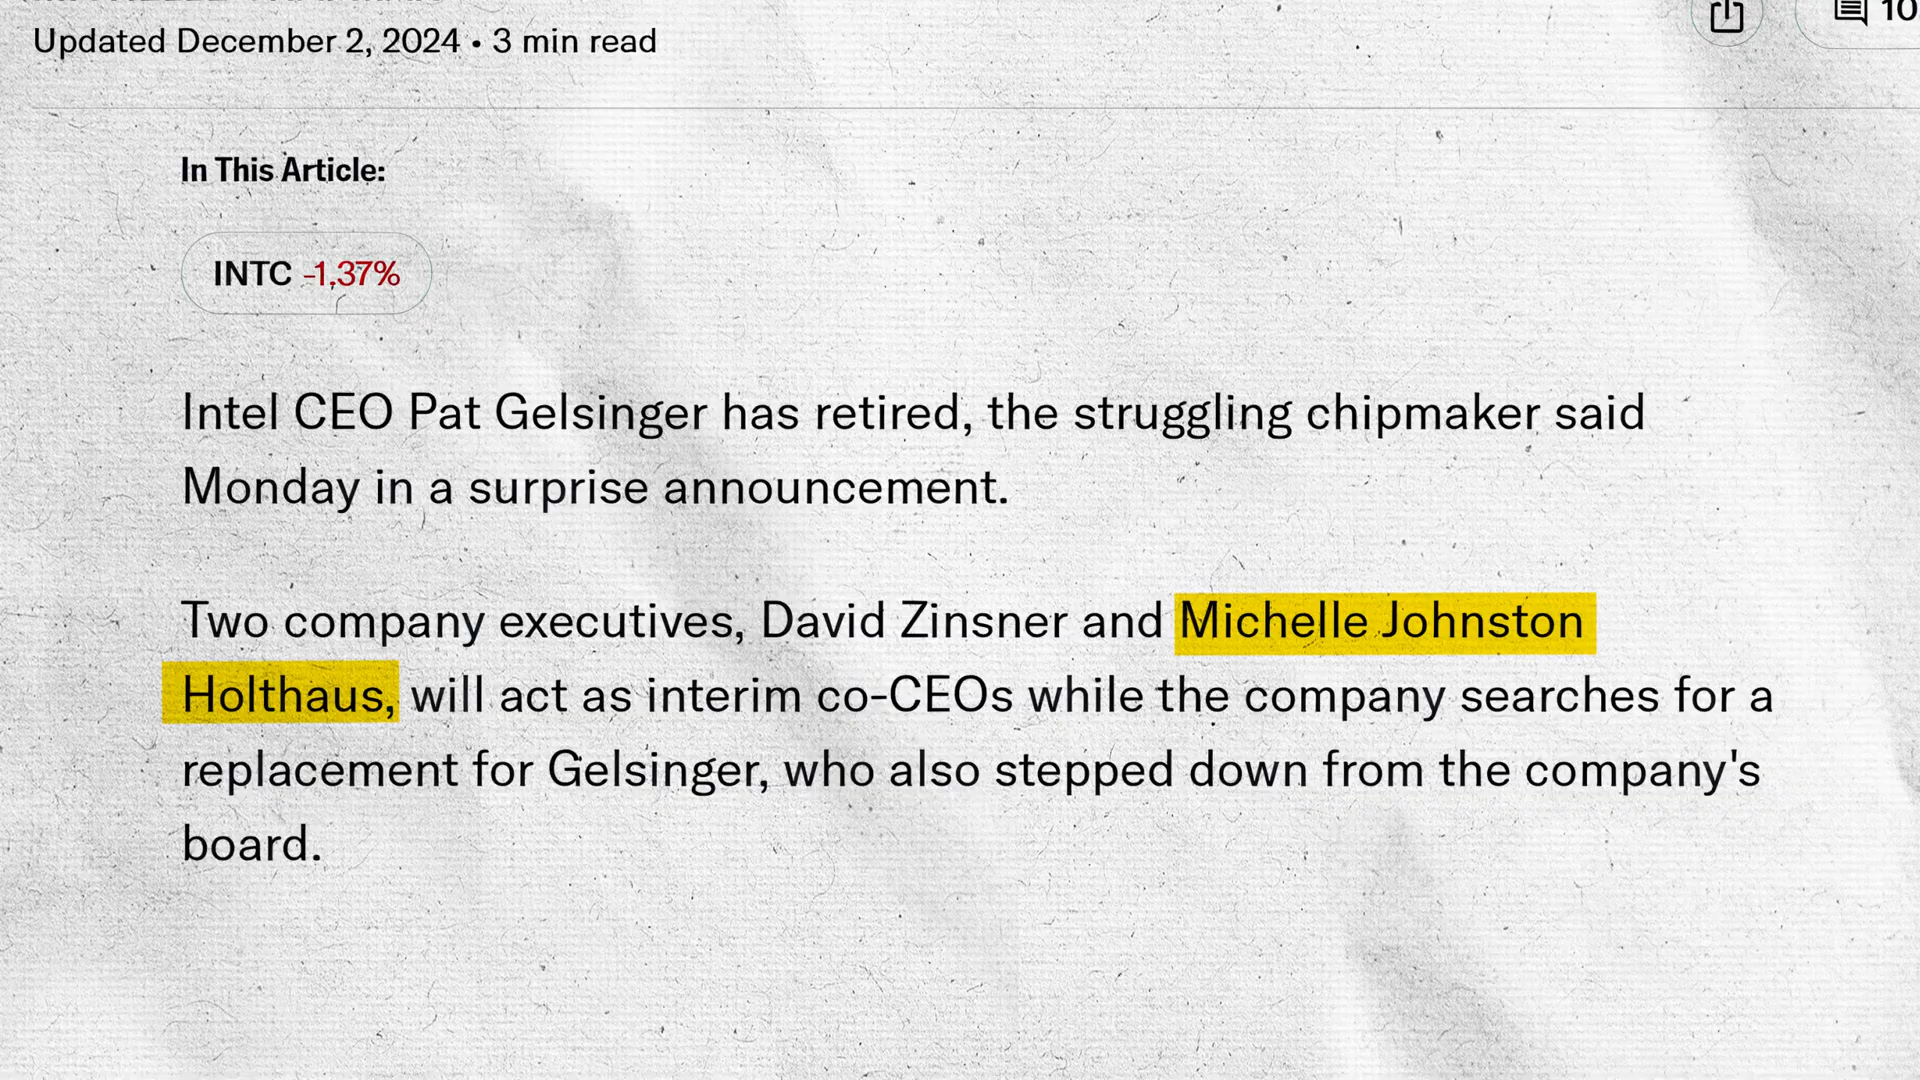 Updated December 2, 2024 • 3 min read
10
In This Article:
INTC -1.37%
Intel CEO Pat Gelsinger has retired, the struggling chipmaker said
Monday in a surprise announcement.
Two company executives, David Zinsner and Michelle Johnston
Holthaus, will act as interim co-CEOs while the company searches for a
replacement for Gelsinger, who also stepped down from the company's
board.